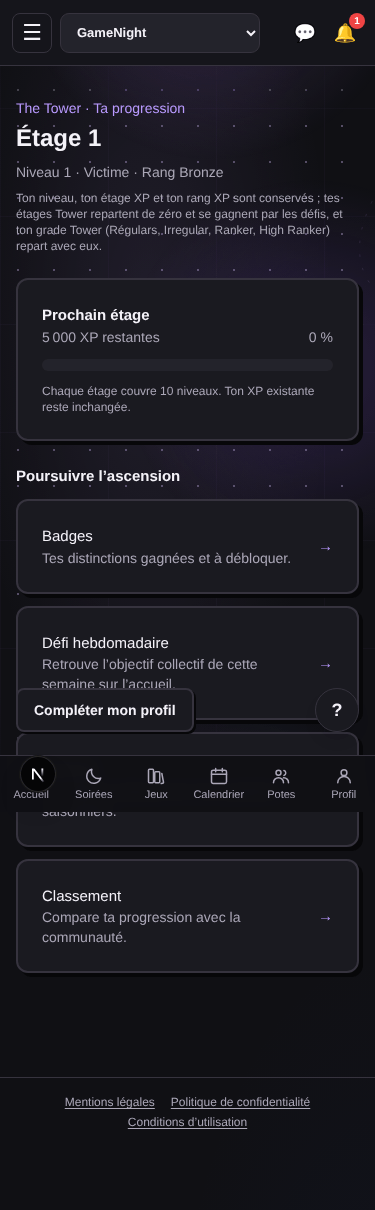 ☰
GameNight
1
The Tower · Ta progression
Étage 1
Niveau 1 · Victime · Rang Bronze
Ton niveau, ton étage XP et ton rang XP sont conservés ; tes
étages Tower repartent de zéro et se gagnent par les défis, et
ton grade Tower (Régulars, Irregular, Ranker, High Ranker)
repart avec eux.
Prochain étage
5 000 XP restantes 0 %
Chaque étage couvre 10 niveaux. Ton XP existante
reste inchangée.
Poursuivre l’ascension
Badges
Tes distinctions gagnées et à débloquer. →
Défi hebdomadaire
Retrouve l’objectif collectif de cette →
semaine sur l’accueil.
Compléter mon profil ?
N
Accueil Soirées Jeux Calendrier Potes Profil
saisonniers.
Classement
Compare ta progression avec la →
communauté.
Mentions légales Politique de confidentialité
Conditions d’utilisation